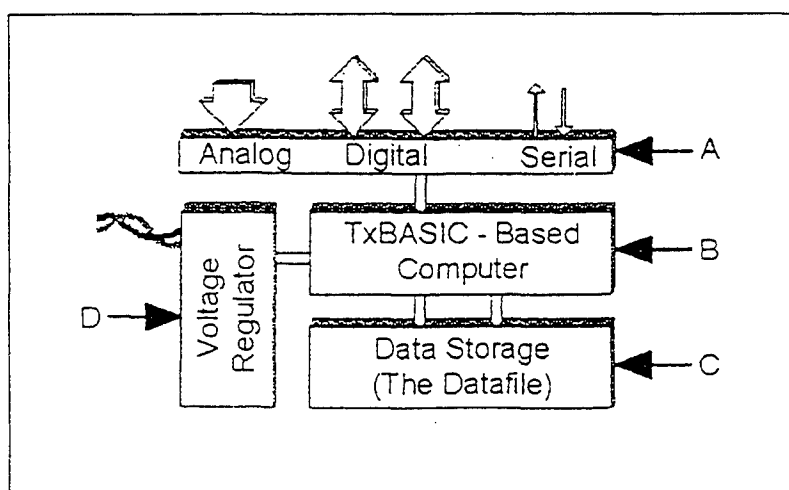 Analog Digital Serial
A
TxBASIC - Based
Computer
B
Voltage
Regulator
D
Data Storage
(The Datafile)
C